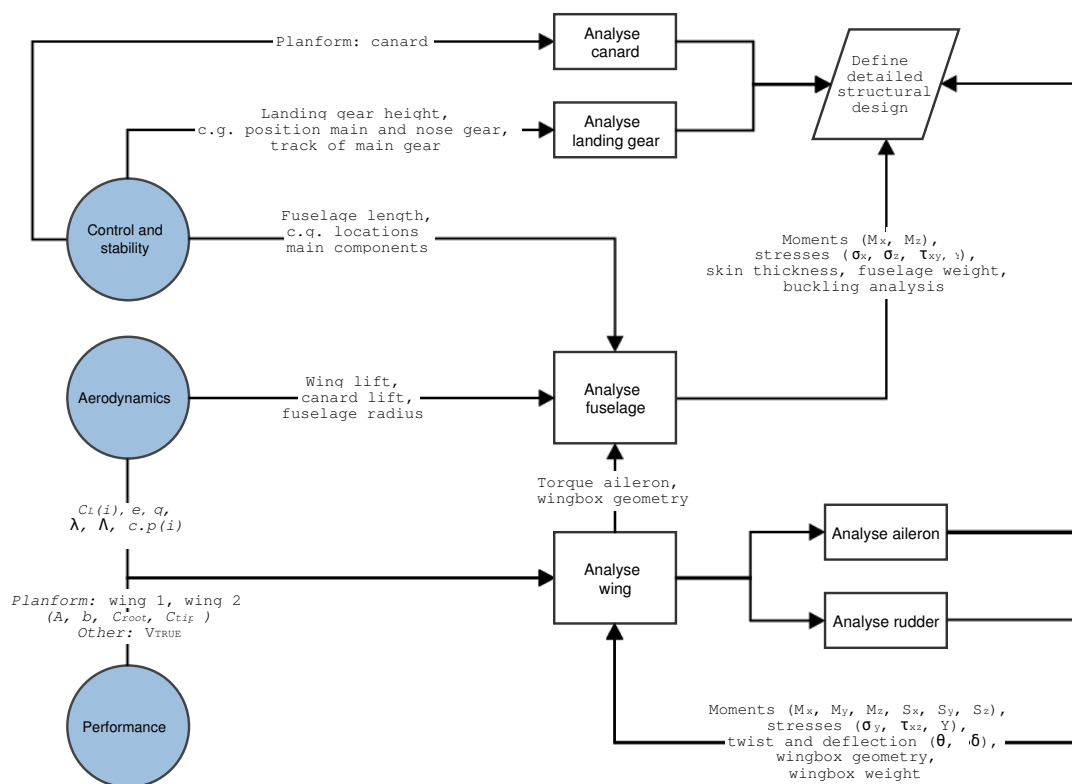 Planform: canard
Analyse
canard
Define
detailed
structural
design
Landing gear height,
c.g. position main and nose gear,
track of main gear
Analyse
landing gear
Control and
stability
Fuselage length,
c.g. locations
main components
Moments (Mx, Mz),
stresses (σx, σz, τxy,
skin thickness, fuselage weight,
buckling analysis
Aerodynamics
Wing lift,
canard lift,
fuselage radius
Analyse
fuselage
Torque aileron,
wingbox geometry
CL(i), e, q,
λ, Λ, c.p(i)
Analyse
wing
Analyse aileron
Planform: wing 1, wing 2
(A, b, Croot, Ctip )
Other: VTRUE
Analyse rudder
Performance
Moments (Mx, My, Mz, Sx, Sy, Sz),
stresses (σy, τxz, Y),
twist and deflection (θ, δ),
wingbox geometry,
wingbox weight